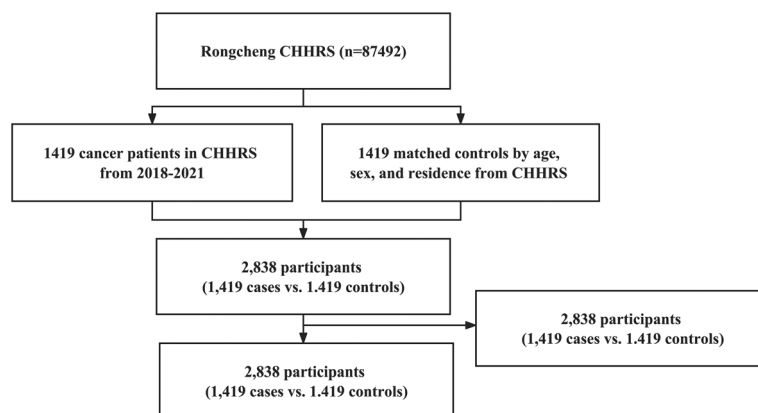 Rongcheng CHHRS (n=87492)
1419 cancer patients in CHHRS
from 2018-2021
1419 matched controls by age,
sex, and residence from CHHRS
2,838 participants
(1,419 cases vs. 1.419 controls)
2,838 participants
(1,419 cases vs. 1.419 controls)
2,838 participants
(1,419 cases vs. 1.419 controls)